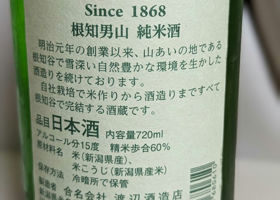 Since 1868
根知男山 純米酒
明治元年の創業以来、山あいの地である
根知谷で雪深い自然豊かな環境を生かした
酒造りを続けております。
自社栽培で米作りから酒造りまですべて
根知谷で完結する酒蔵です。
品目 日本酒 内容量720ml
アルコール分15度 精米歩合60%
原材料 米(新潟県産)、
米こうじ(新潟県産米)
保存方法 冷暗所で保管
合名会社 渡辺酒造店